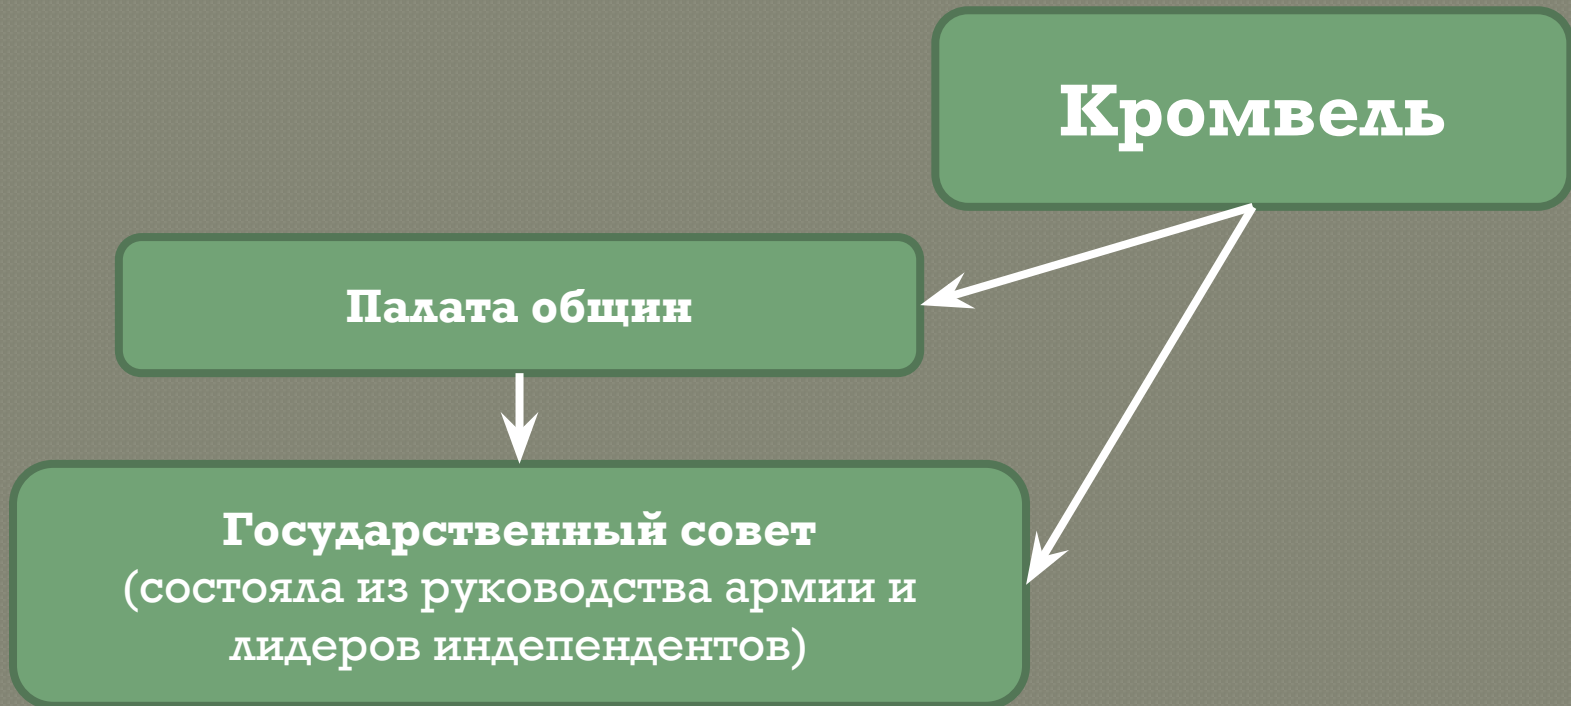 Кромвель
Палата общин
Государственный совет
(состояла из руководства армии и
лидеров индепендентов)